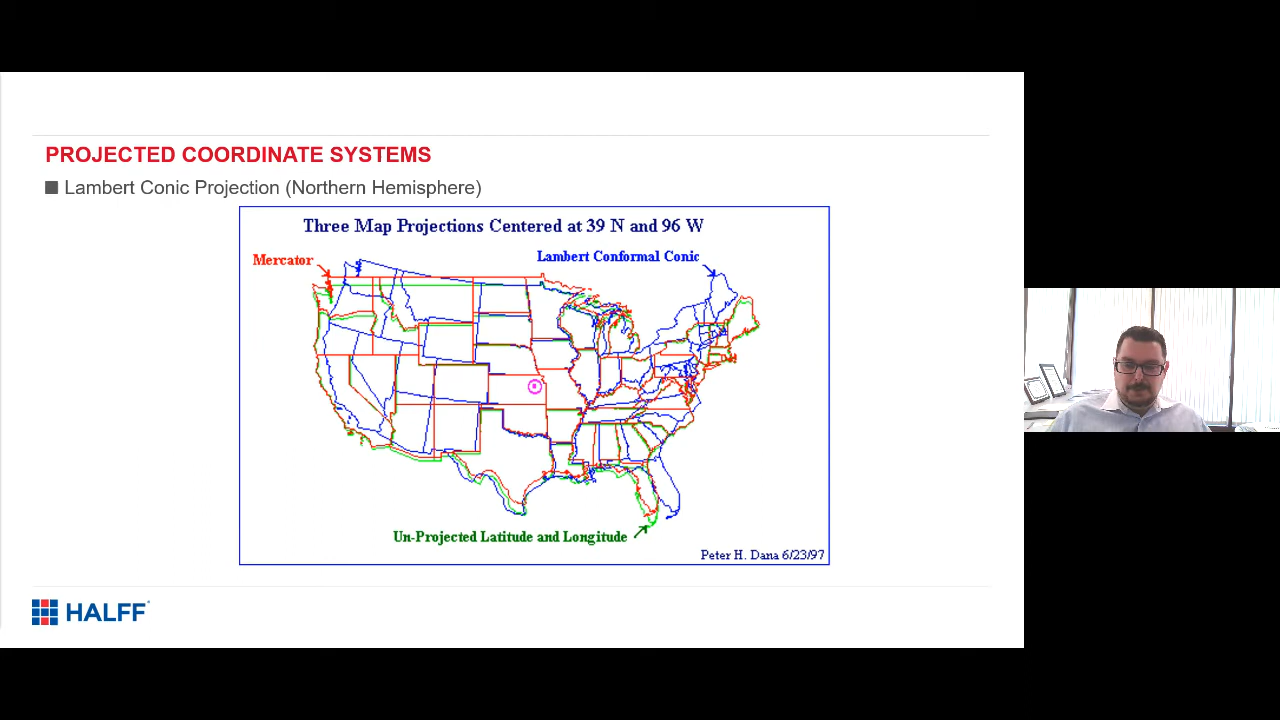 PROJECTED COORDINATE SYSTEMS
Lambert Conic Projection (Northern Hemisphere)
Three Map Projections Centered at 39 N and 96 W
Mercator
Lambert Conformal Conic
Un-Projected Latitude and Longitude
Peter H. Dana 6/23/97
HALFF